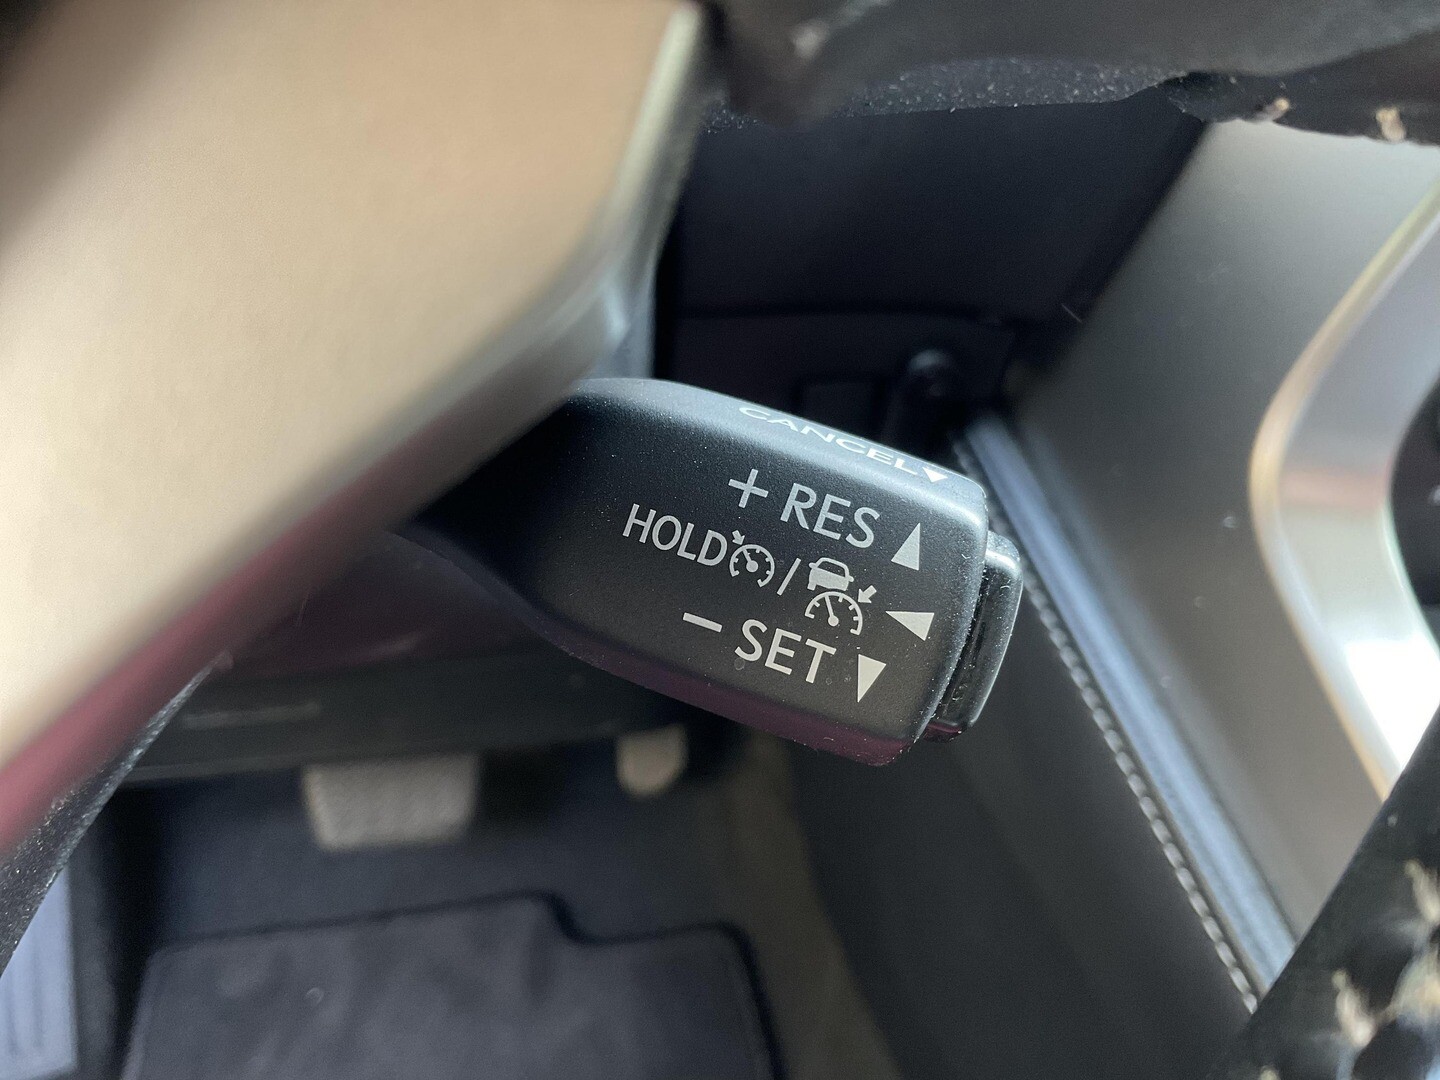 CANCEL
+ RES
HOLD /
− SET